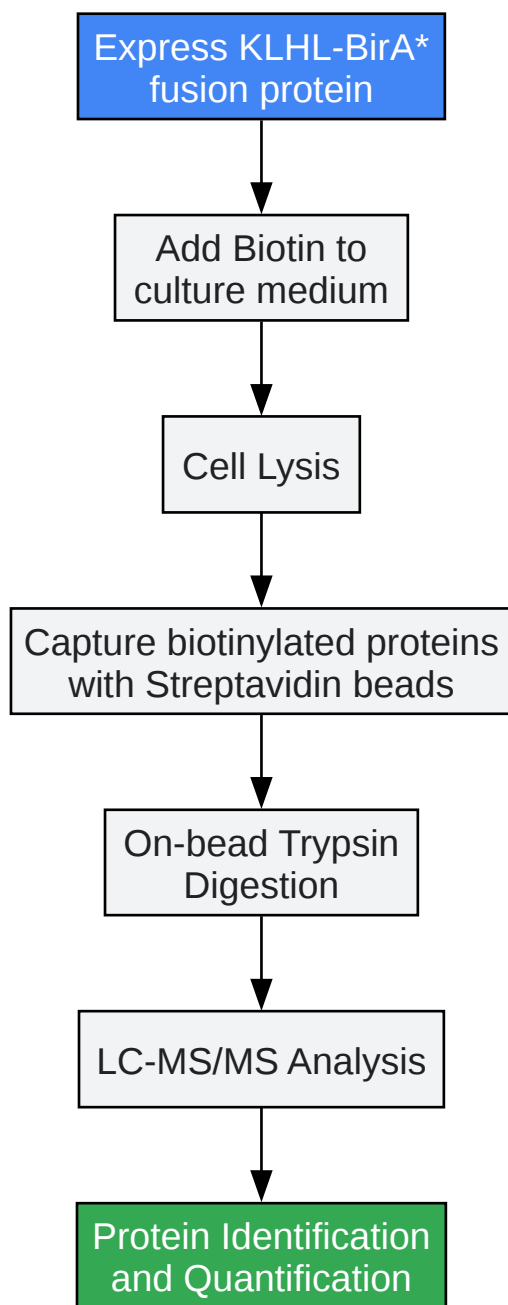 Express KLHL-BirA*
fusion protein
Add Biotin to
culture medium
Cell Lysis
Capture biotinylated proteins
with Streptavidin beads
On-bead Trypsin
Digestion
LC-MS/MS Analysis
Protein Identification
and Quantification